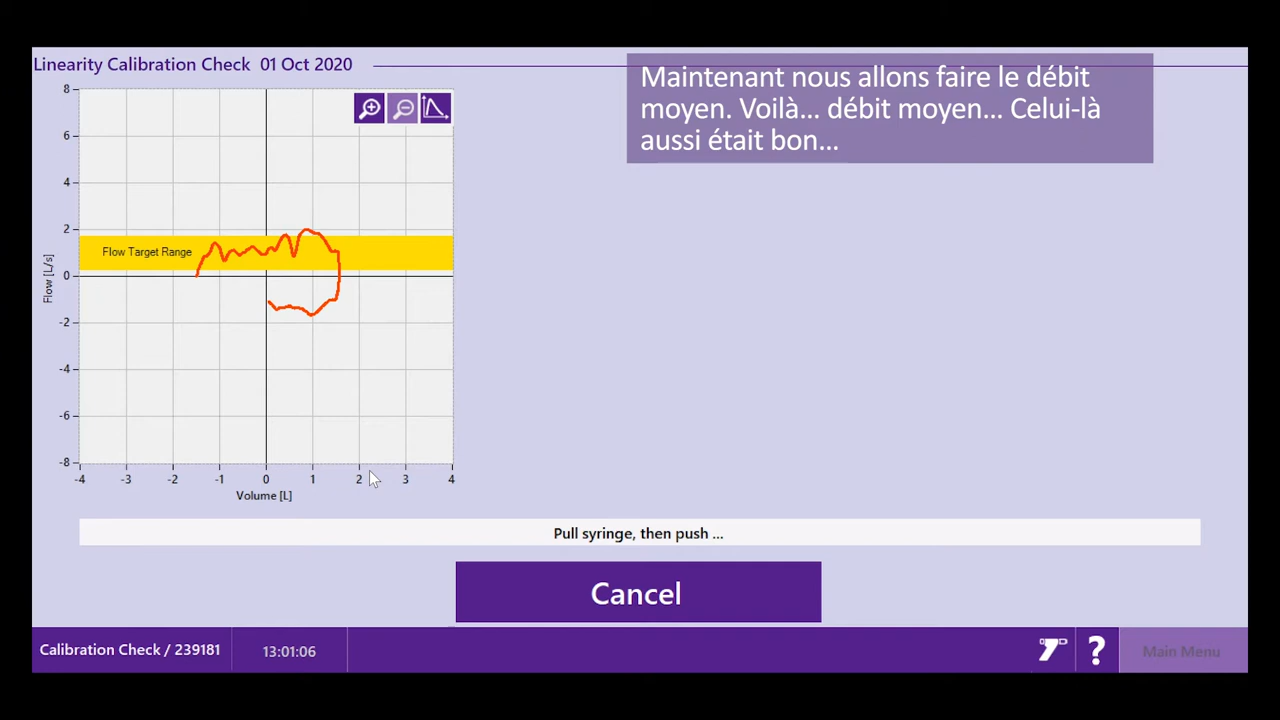 Linearity Calibration Check 01 Oct 2020
Maintenant nous allons faire le débit
moyen. Voilà... débit moyen... Celui-là
aussi était bon...
8
6
4
2
0
-2
-4
-6
-8
Flow [L/s]
Flow Target Range
-4 -3 -2 -1 0 1 2 3 4
Volume [L]
Pull syringe, then push ...
Cancel
Calibration Check / 239181 13:01:06 ? Main Menu